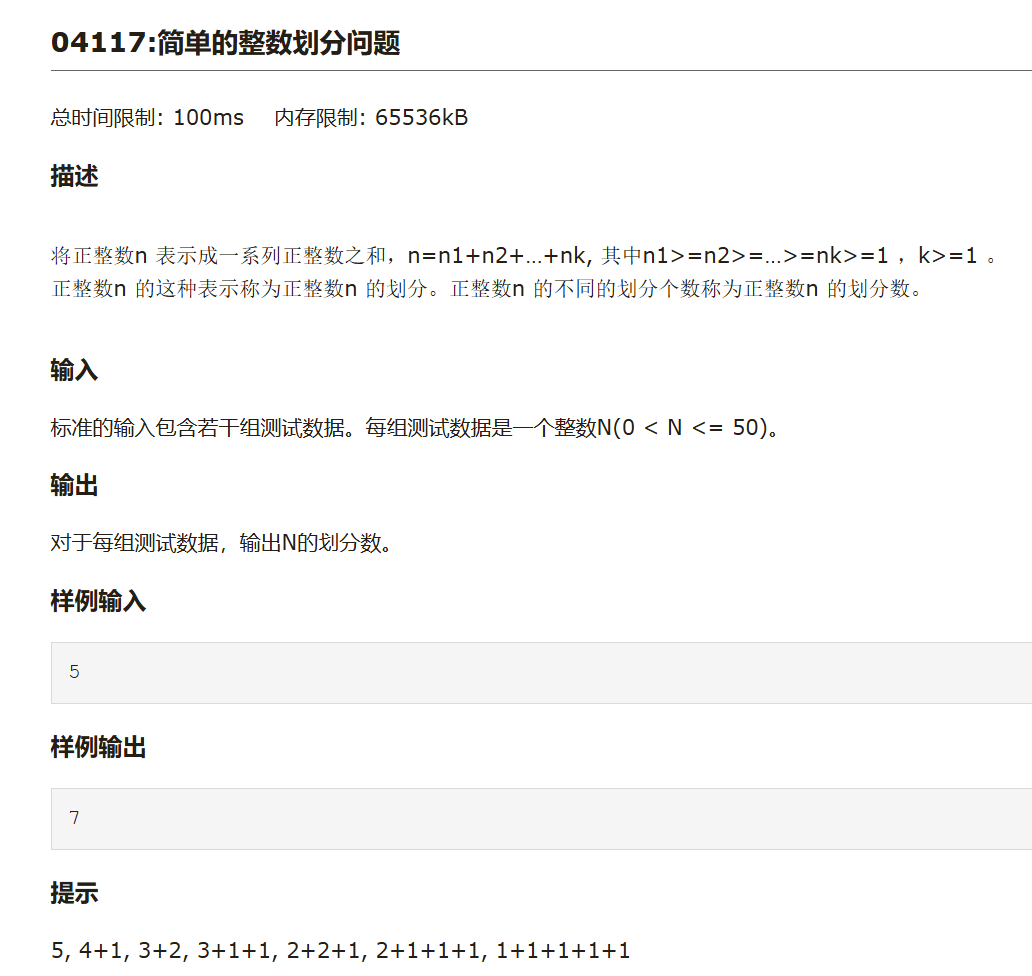 04117:简单的整数划分问题
总时间限制: 100ms 内存限制: 65536kB
描述
将正整数n 表示成一系列正整数之和，n=n1+n2+…+nk, 其中n1>=n2>=…>=nk>=1 ，k>=1 。
正整数n 的这种表示称为正整数n 的划分。正整数n 的不同的划分个数称为正整数n 的划分数。
输入
标准的输入包含若干组测试数据。每组测试数据是一个整数N(0 < N <= 50)。
输出
对于每组测试数据，输出N的划分数。
样例输入
5
样例输出
7
提示
5, 4+1, 3+2, 3+1+1, 2+2+1, 2+1+1+1, 1+1+1+1+1